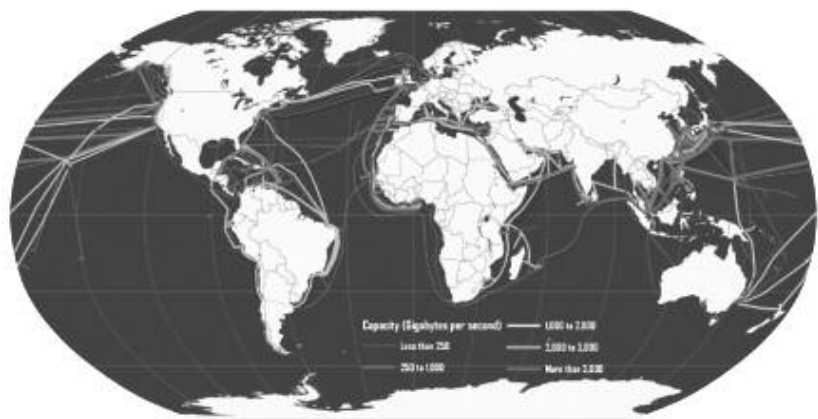 Capacity (Gigabytes per second)
Less than 250
250 to 1,000
1,000 to 2,000
2,000 to 3,000
More than 3,000